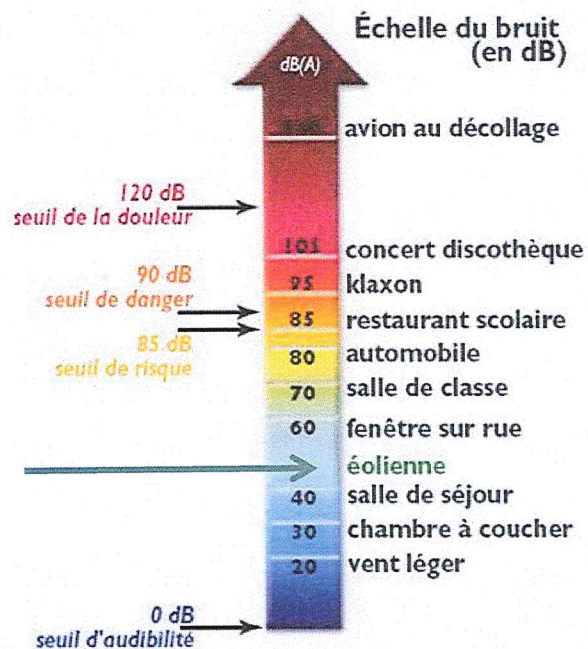 Échelle du bruit
(en dB)
dB(A)
avion au décollage
120 dB
seuil de la douleur
105 concert discothèque
90 dB
seuil de danger
95 klaxon
85 restaurant scolaire
85 dB
seuil de risque
80 automobile
70 salle de classe
60 fenêtre sur rue
éolienne
40 salle de séjour
30 chambre à coucher
20 vent léger
0 dB
seuil d'audibilité